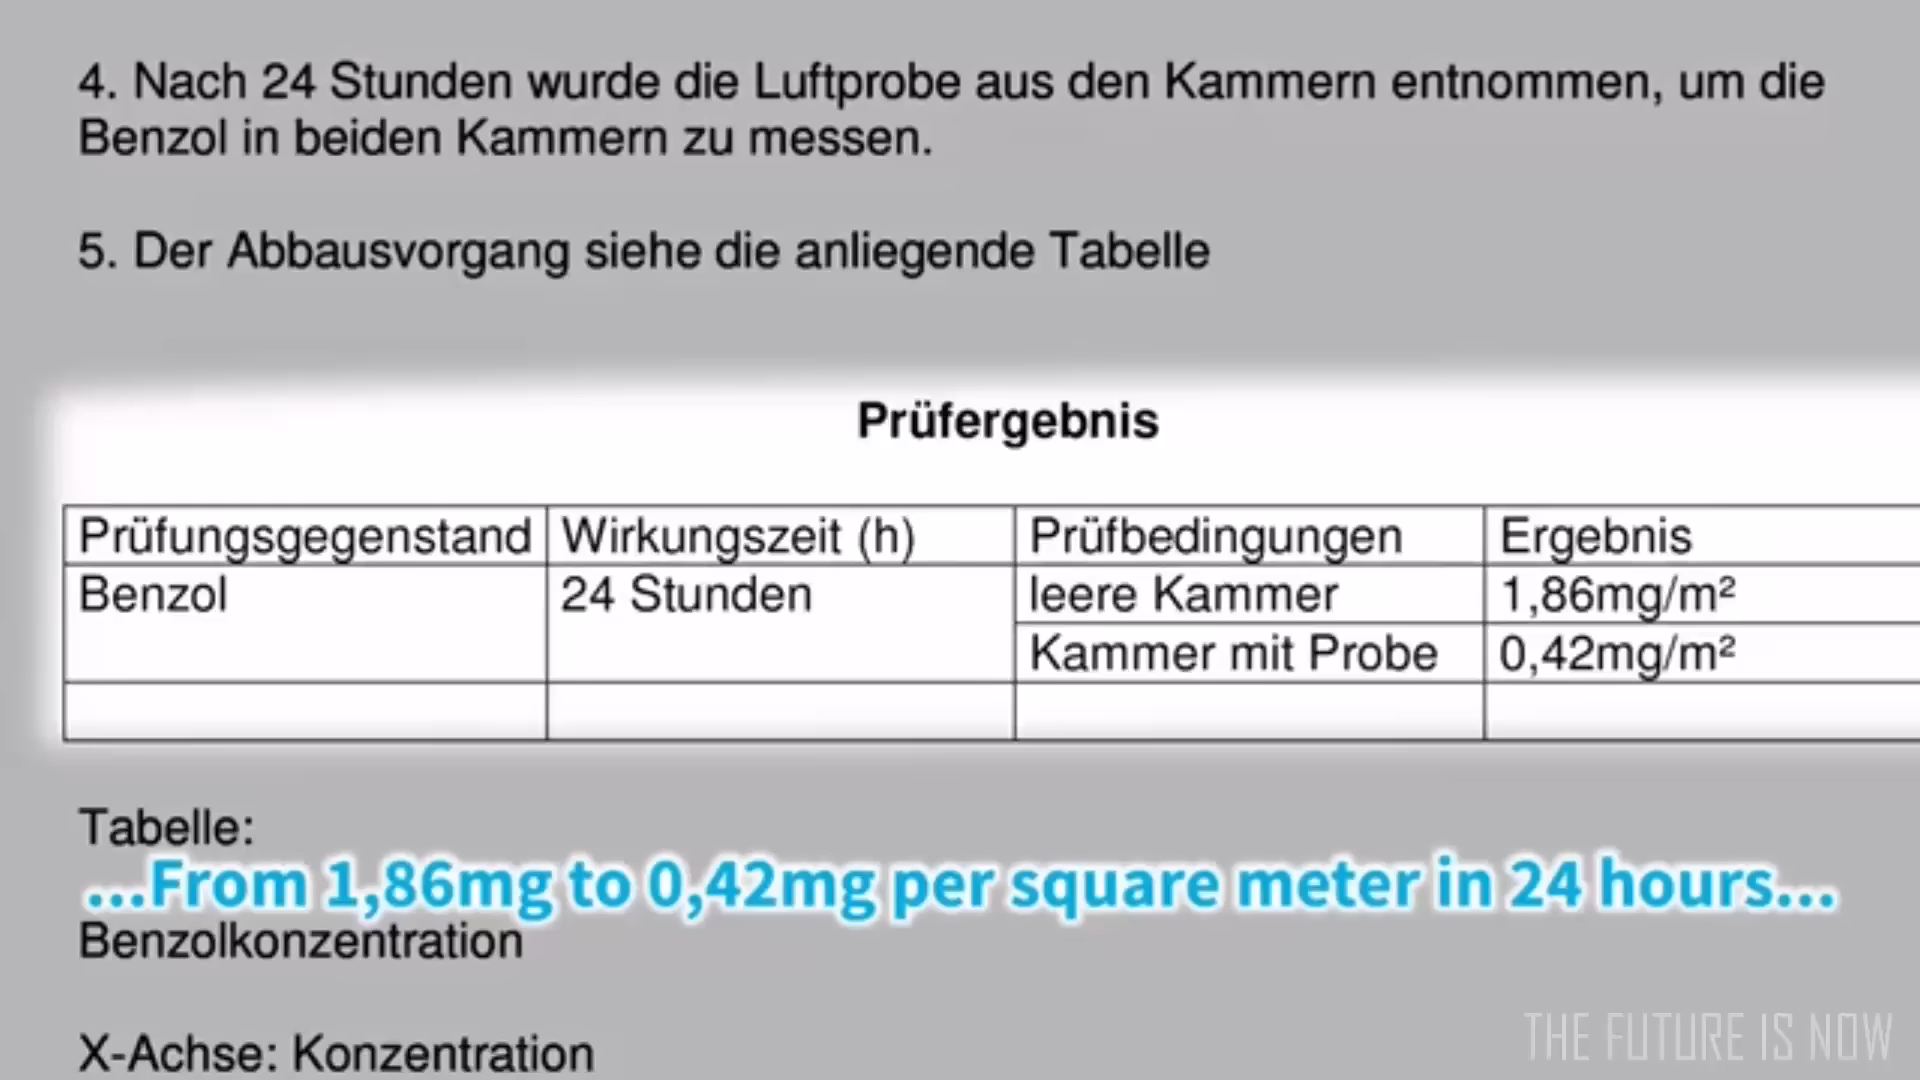 4. Nach 24 Stunden wurde die Luftprobe aus den Kammern entnommen, um die
Benzol in beiden Kammern zu messen.
5. Der Abbausvorgang siehe die anliegende Tabelle
Prüfergebnis
Prüfungsgegenstand Wirkungszeit (h) Prüfbedingungen Ergebnis
Benzol 24 Stunden leere Kammer 1,86mg/m²
Kammer mit Probe 0,42mg/m²
Tabelle:
...From 1,86mg to 0,42mg per square meter in 24 hours...
Benzolkonzentration
X-Achse: Konzentration
THE FUTURE IS NOW